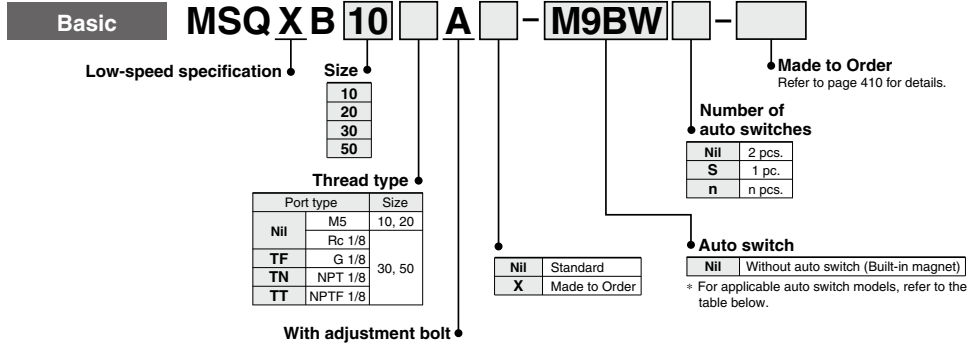 Basic
MSQ X B 10 A – M9BW –
Low-speed specification
Size
10
20
30
50
Thread type
Port type Size
Nil M5 10, 20
Rc 1/8 30, 50
TF G 1/8
TN NPT 1/8
TT NPTF 1/8
With adjustment bolt
Nil Standard
X Made to Order
Made to Order
Refer to page 410 for details.
Number of
auto switches
Nil 2 pcs.
S 1 pc.
n n pcs.
Auto switch
Nil Without auto switch (Built-in magnet)
∗ For applicable auto switch models, refer to the
table below.